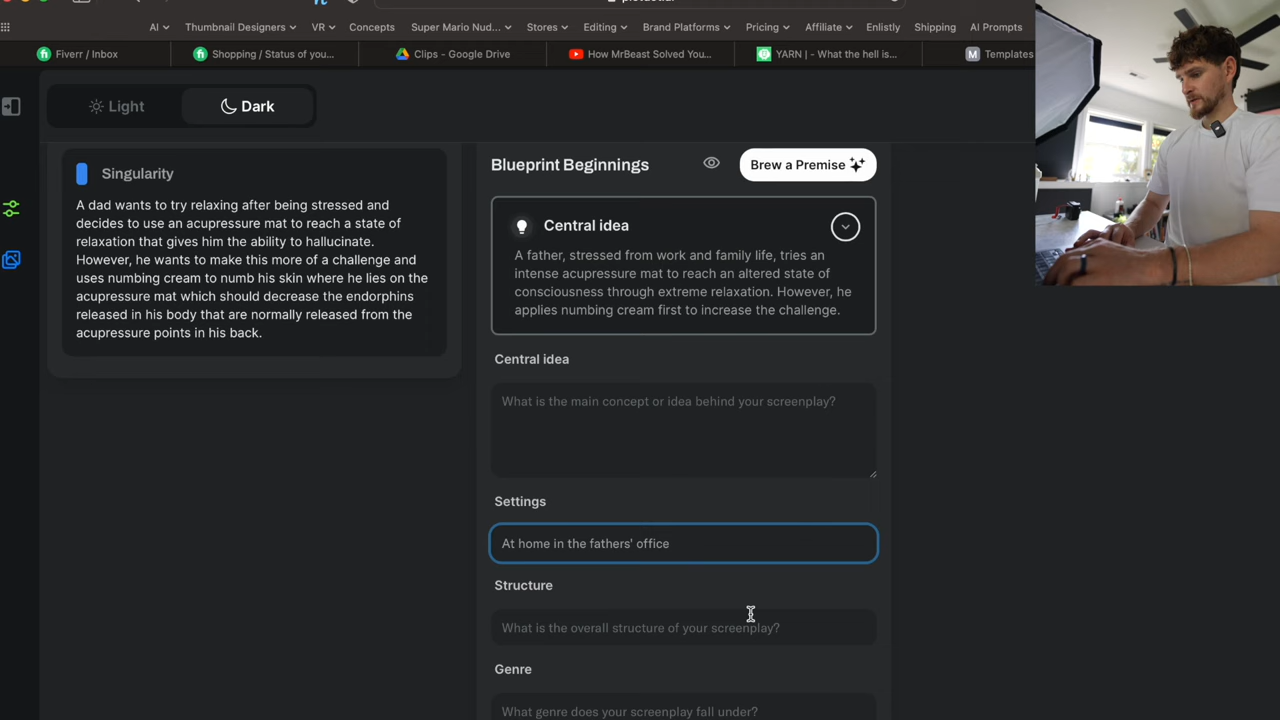 AI
Thumbnail Designers
VR
Concepts
Super Mario Nud...
Stores
Editing
Brand Platforms
Pricing
Affiliate
Enlistly
Shipping
AI Prompts
Fiverr / Inbox
Shopping / Status of you...
Clips - Google Drive
How MrBeast Solved You...
YARN | - What the hell is...
M Templates
Light
Dark
Singularity
A dad wants to try relaxing after being stressed and
decides to use an acupressure mat to reach a state of
relaxation that gives him the ability to hallucinate.
However, he wants to make this more of a challenge and
uses numbing cream to numb his skin where he lies on the
acupressure mat which should decrease the endorphins
released in his body that are normally released from the
acupressure points in his back.
Blueprint Beginnings
Brew a Premise
Central idea
A father, stressed from work and family life, tries an
intense acupressure mat to reach an altered state of
consciousness through extreme relaxation. However, he
applies numbing cream first to increase the challenge.
Central idea
What is the main concept or idea behind your screenplay?
Settings
At home in the fathers' office
Structure
What is the overall structure of your screenplay?
Genre
What genre does your screenplay fall under?